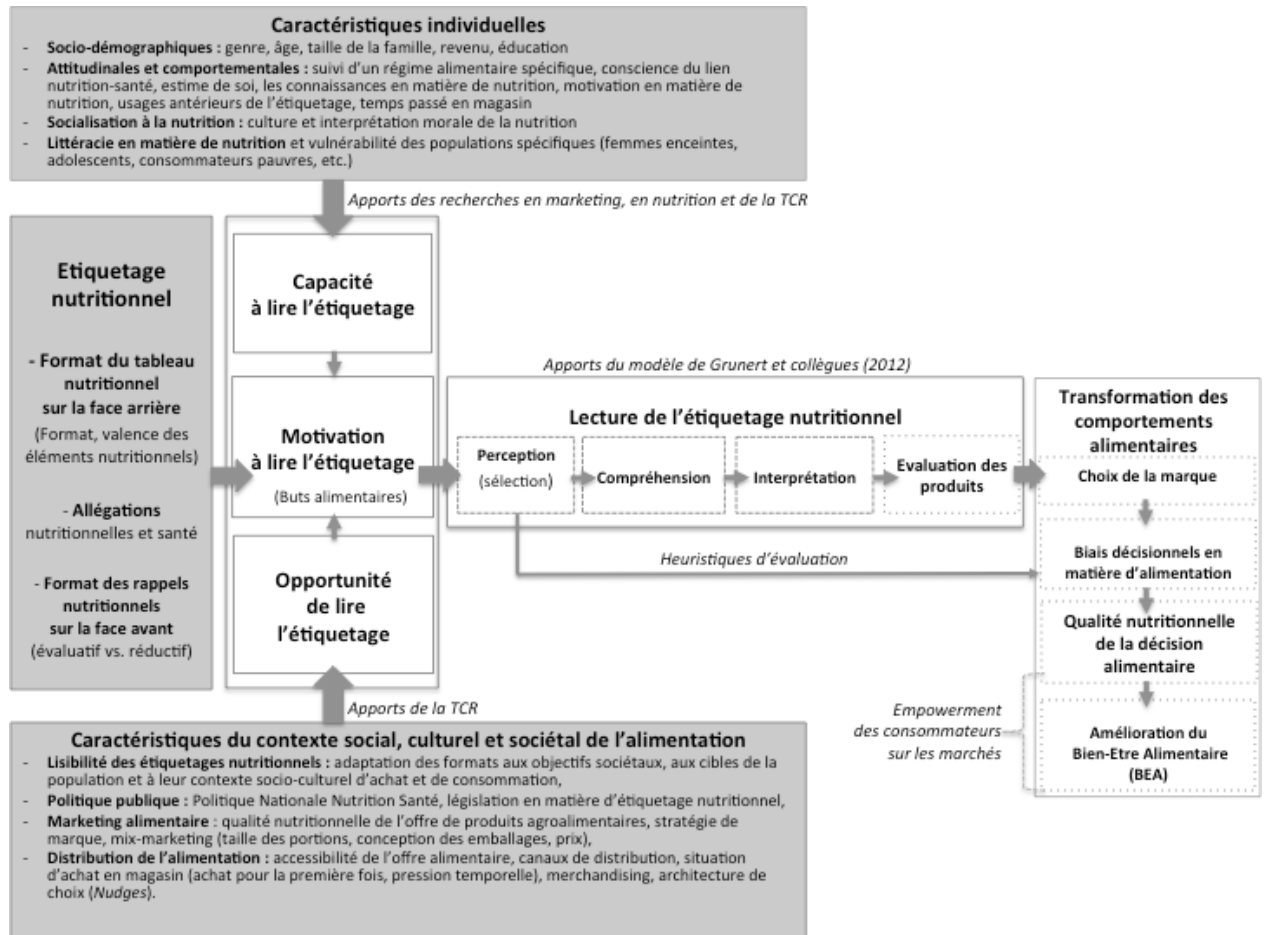 Caractéristiques individuelles
- Socio-démographiques : genre, âge, taille de la famille, revenu, éducation
- Attitudinales et comportementales : suivi d’un régime alimentaire spécifique, conscience du lien
nutrition-santé, estime de soi, les connaissances en matière de nutrition, motivation en matière de
nutrition, usages antérieurs de l’étiquetage, temps passé en magasin
- Socialisation à la nutrition : culture et interprétation morale de la nutrition
- Littéracie en matière de nutrition et vulnérabilité des populations spécifiques (femmes enceintes,
adolescents, consommateurs pauvres, etc.)
Apports des recherches en marketing, en nutrition et de la TCR
Etiquetage
nutritionnel
- Format du tableau
nutritionnel
sur la face arrière
(Format, valence des
éléments nutritionnels)
- Allégations
nutritionnelles et santé
- Format des rappels
nutritionnels
sur la face avant
(évaluatif vs. réductif)
Capacité
à lire l’étiquetage
Motivation
à lire l’étiquetage
(Buts alimentaires)
Opportunité
de lire
l’étiquetage
Apports du modèle de Grunert et collègues (2012)
Lecture de l’étiquetage nutritionnel
Perception
(sélection)
Compréhension
Interprétation
Evaluation des
produits
Heuristiques d’évaluation
Transformation des
comportements
alimentaires
Choix de la marque
Biais décisionnels en
matière d’alimentation
Qualité nutritionnelle
de la décision
alimentaire
Amélioration du
Bien-Etre Alimentaire
(BEA)
Empowerment
des consommateurs
sur les marchés
Apports de la TCR
Caractéristiques du contexte social, culturel et sociétal de l’alimentation
- Lisibilité des étiquetages nutritionnels : adaptation des formats aux objectifs sociétaux, aux cibles de la
population et à leur contexte socio-culturel d’achat et de consommation,
- Politique publique : Politique Nationale Nutrition Santé, législation en matière d’étiquetage nutritionnel,
- Marketing alimentaire : qualité nutritionnelle de l’offre de produits agroalimentaires, stratégie de
marque, mix-marketing (taille des portions, conception des emballages, prix),
- Distribution de l’alimentation : accessibilité de l’offre alimentaire, canaux de distribution, situation
d’achat en magasin (achat pour la première fois, pression temporelle), merchandising, architecture de
choix (Nudges).